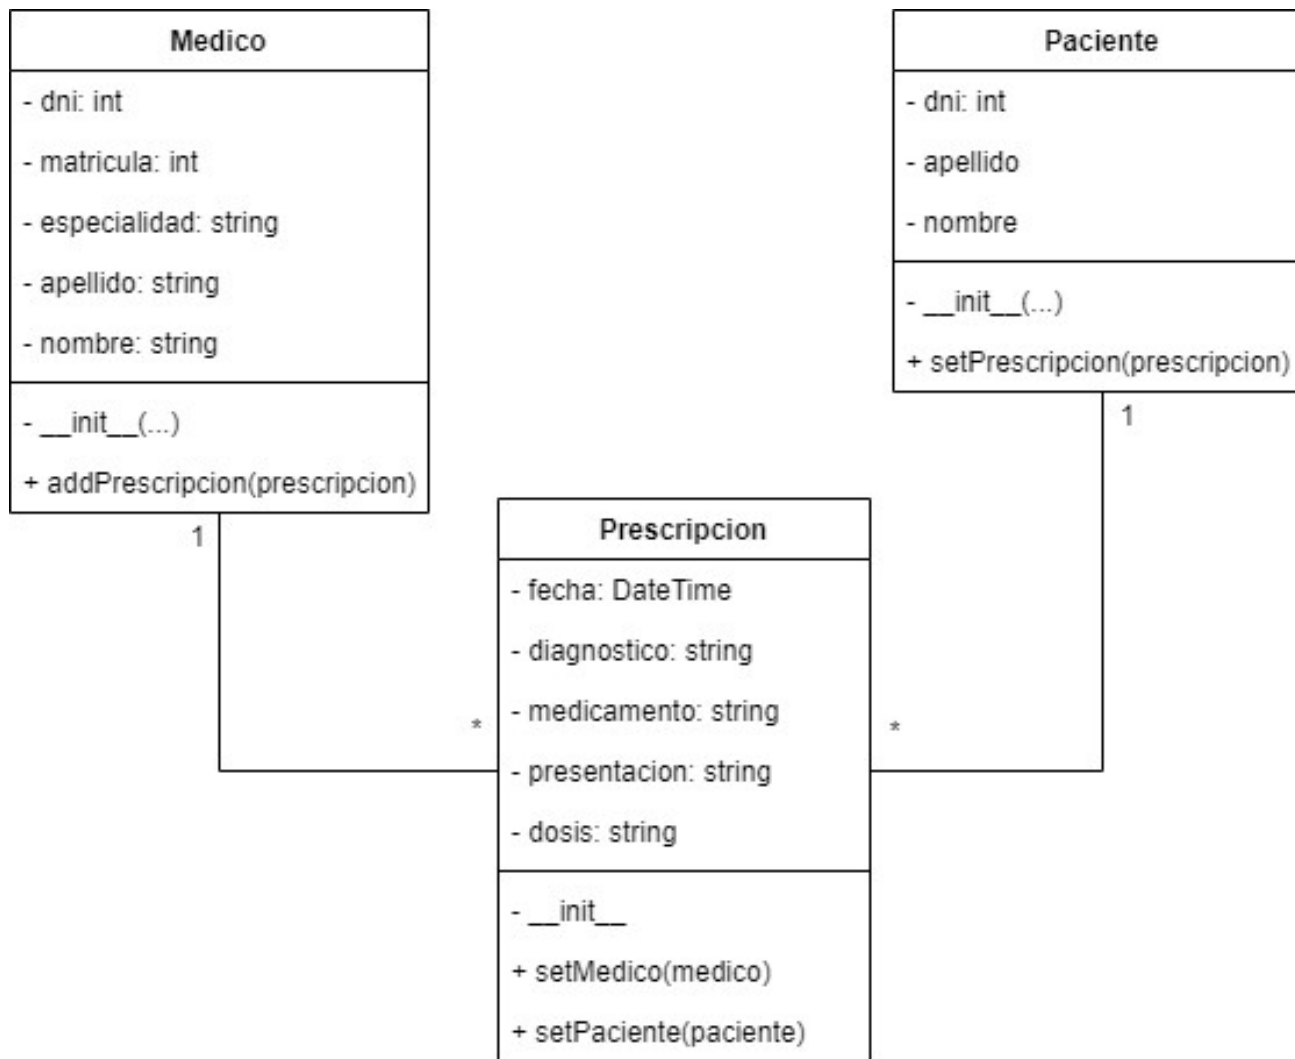 Medico
- dni: int
- matricula: int
- especialidad: string
- apellido: string
- nombre: string
- __init__(...)
+ addPrescripcion(prescripcion)
1
*
Paciente
- dni: int
- apellido
- nombre
- __init__(...)
+ setPrescripcion(prescripcion)
1
*
Prescripcion
- fecha: DateTime
- diagnostico: string
- medicamento: string
- presentacion: string
- dosis: string
- __init__
+ setMedico(medico)
+ setPaciente(paciente)